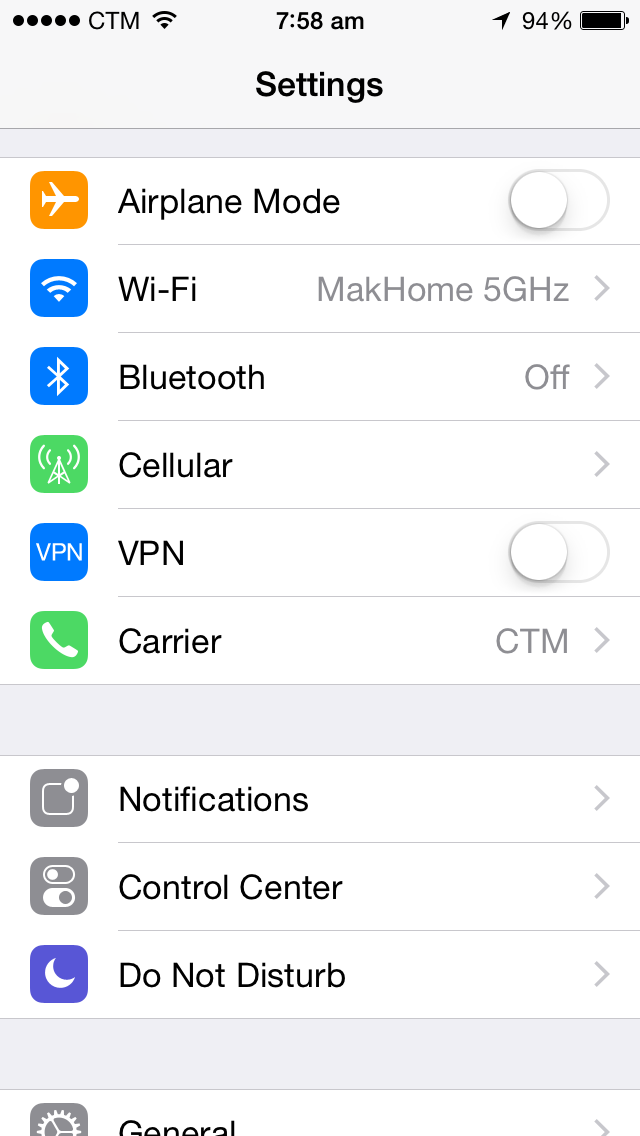 CTM 7:58 am 94%
Settings
Airplane Mode
Wi-Fi MakHome 5GHz
Bluetooth Off
Cellular
VPN VPN
Carrier CTM
Notifications
Control Center
Do Not Disturb
General